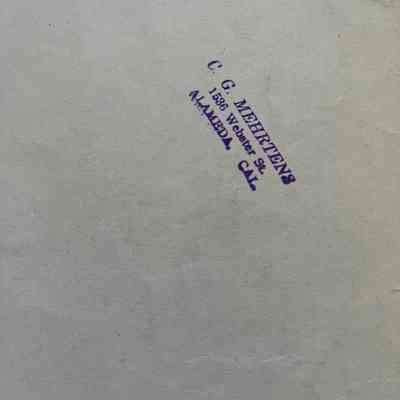 C. G. MEHRTENS
1536 Webster St.
ALAMEDA, CAL.